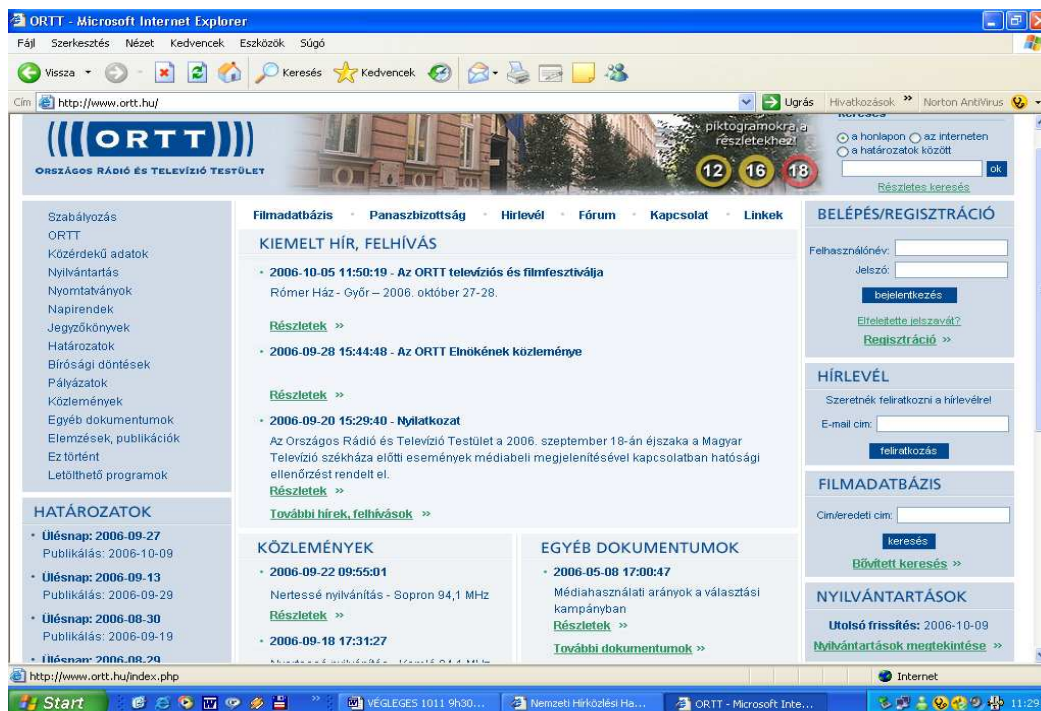 ORTT - Microsoft Internet Explorer
Fájl Szerkesztés Nézet Kedvencek Eszközök Súgó
Vissza Keresés Kedvencek
Cím http://www.ortt.hu/ Ugrás Hivatkozások » Norton AntiVirus
(((ORTT)))
ORSZÁGOS RÁDIÓ ÉS TELEVÍZIÓ TESTÜLET
piktogramokra a
részletekhez!
12 16 18
Keresés
a honlapon az interneten
a határozatok között
ok
Részletes keresés
Szabályozás
ORTT
Közérdekű adatok
Nyilvántartás
Nyomtatványok
Napirendek
Jegyzőkönyvek
Határozatok
Bírósági döntések
Pályázatok
Közlemények
Egyéb dokumentumok
Elemzések, publikációk
Ez történt
Letölthető programok
HATÁROZATOK
Ülésnap: 2006-09-27
Publikálás: 2006-10-09
Ülésnap: 2006-09-13
Publikálás: 2006-09-29
Ülésnap: 2006-08-30
Publikálás: 2006-09-19
Ülésnap: 2006-08-29
Filmadatbázis Panaszbizottság Hírlevél Fórum Kapcsolat Linkek
KIEMELT HÍR, FELHÍVÁS
2006-10-05 11:50:19 - Az ORTT televíziós és filmfesztiválja
Rómer Ház - Győr – 2006. október 27-28.
Részletek »
2006-09-28 15:44:48 - Az ORTT Elnökének közleménye
Részletek »
2006-09-20 15:29:40 - Nyilatkozat
Az Országos Rádió és Televízió Testület a 2006. szeptember 18-án éjszaka a Magyar
Televízió székháza előtti események médiabeli megjelenítésével kapcsolatban hatósági
ellenőrzést rendelt el.
Részletek »
További hírek, felhívások »
KÖZLEMÉNYEK
2006-09-22 09:55:01
Nertessé nyilvánítás - Sopron 94,1 MHz
Részletek »
2006-09-18 17:31:27
EGYÉB DOKUMENTUMOK
2006-05-08 17:00:47
Médiahasználati arányok a választási
kampányban
Részletek »
További dokumentumok »
BELÉPÉS/REGISZTRÁCIÓ
Felhasználónév:
Jelszó:
bejelentkezés
Elfelejtette jelszavát?
Regisztráció »
HÍRLEVÉL
Szeretnék feliratkozni a hírlevélre!
E-mail cím:
feliratkozás
FILMADATBÁZIS
Cím/eredeti cím:
keresés
Bővített keresés »
NYILVÁNTARTÁSOK
Utolsó frissítés: 2006-10-09
Nyilvántartások megtekintése »
http://www.ortt.hu/index.php Internet
Start » VÉGLEGES 1011 9h30... Nemzeti Hírközlési Ha... ORTT - Microsoft Inte... 11:29